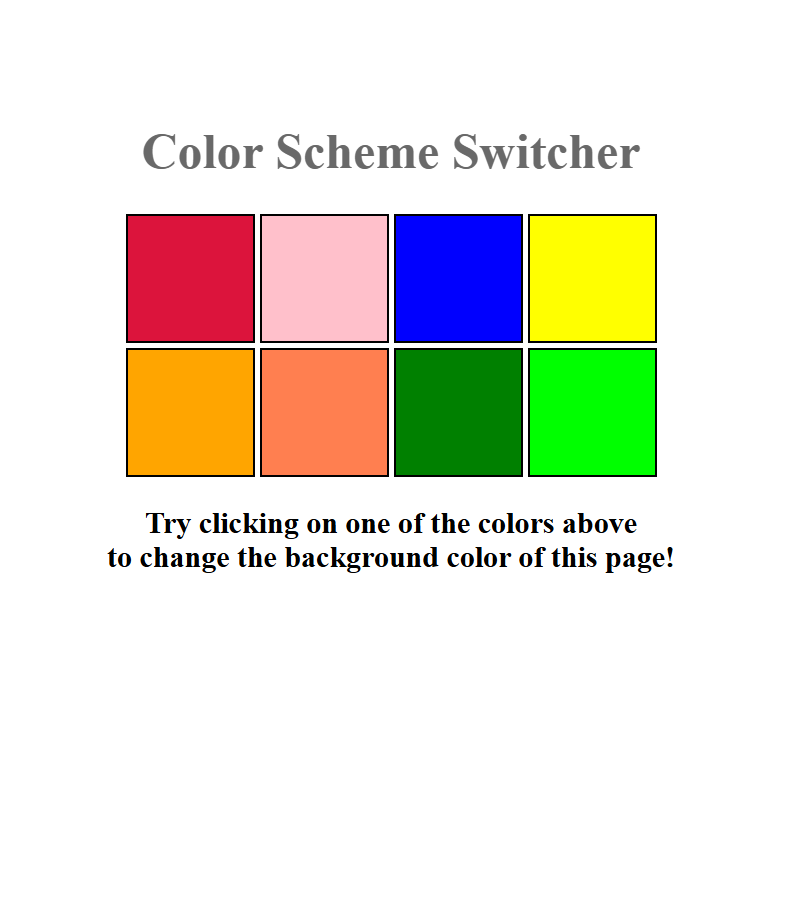 Color Scheme Switcher
Try clicking on one of the colors above
to change the background color of this page!